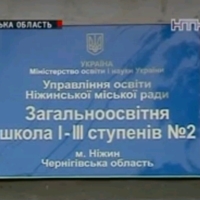 ЬКА ОБЛАСТЬ
НТН
УКРАЇНА
Міністерство освіти і науки України
Управління освіти
Ніжинської міської ради
Загальноосвітня
школа І-ІІІ ступенів №2
м. Ніжин
Чернігівська область